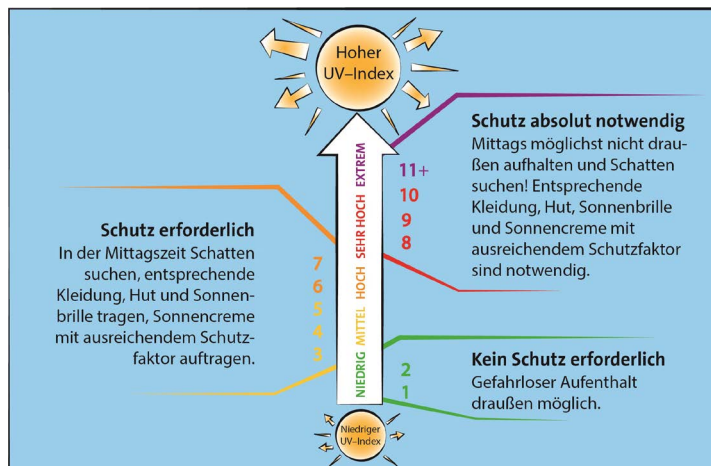 Hoher
UV–Index
Schutz absolut notwendig
Mittags möglichst nicht drau-
ßen aufhalten und Schatten
suchen! Entsprechende
Kleidung, Hut, Sonnenbrille
und Sonnencreme mit
ausreichendem Schutzfaktor
sind notwendig.
EXTREM
11+
SEHR HOCH
10
9
8
Schutz erforderlich
In der Mittagszeit Schatten
suchen, entsprechende
Kleidung, Hut und Sonnen-
brille tragen, Sonnencreme
mit ausreichendem Schutz-
faktor auftragen.
HOCH
7
6
MITTEL
5
4
3
NIEDRIG
2
1
Kein Schutz erforderlich
Gefahrloser Aufenthalt
draußen möglich.
Niedriger
UV–Index